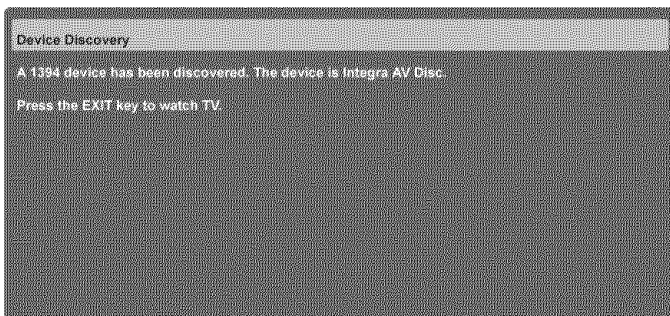 Device Discovery
A 1394 device has been discovered. The device is Integra AV Disc.
Press the EXIT key to watch TV.